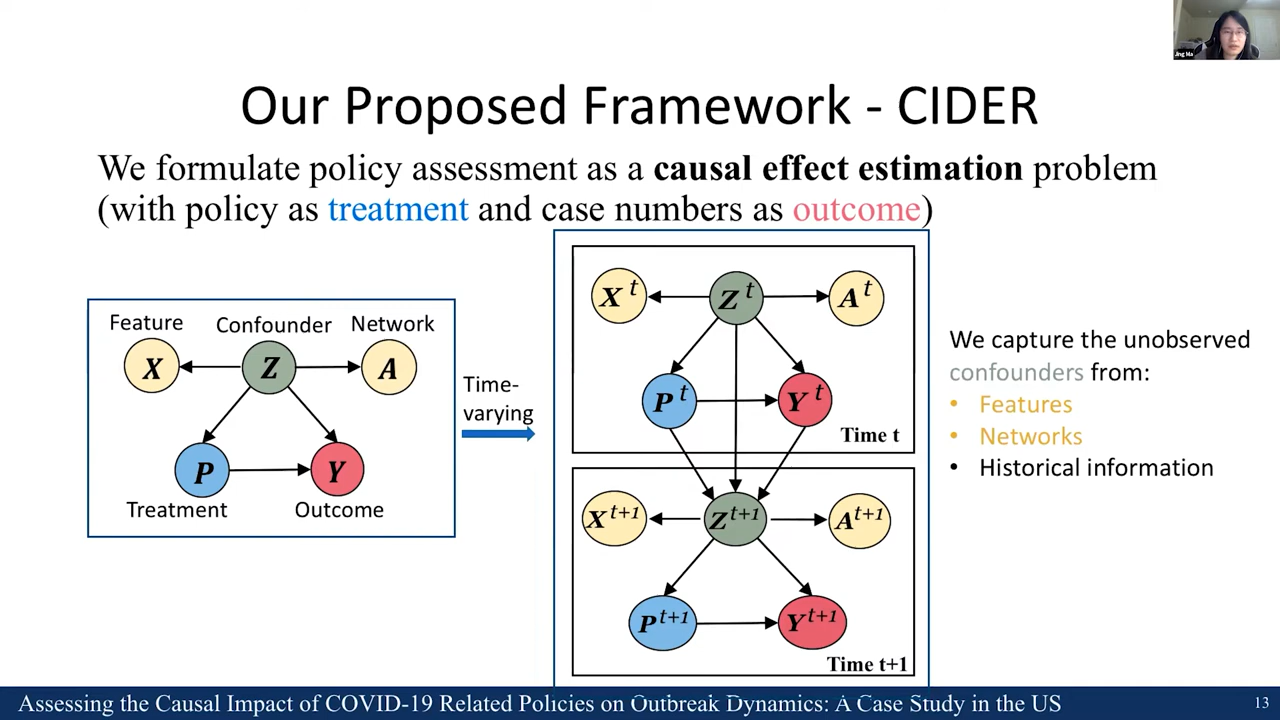 Jing Ma
Our Proposed Framework - CIDER
We formulate policy assessment as a causal effect estimation problem
(with policy as treatment and case numbers as outcome)
Feature Confounder Network
X Z A
P Y
Treatment Outcome
Time-
varying
X^t Z^t A^t
P^t Y^t
Time t
X^{t+1} Z^{t+1} A^{t+1}
P^{t+1} Y^{t+1}
Time t+1
We capture the unobserved
confounders from:
• Features
• Networks
• Historical information
Assessing the Causal Impact of COVID-19 Related Policies on Outbreak Dynamics: A Case Study in the US
13